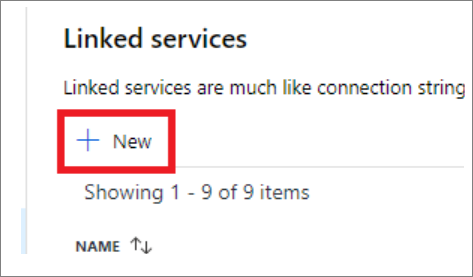 Linked services
Linked services are much like connection string
+ New
Showing 1 - 9 of 9 items
NAME ↑↓